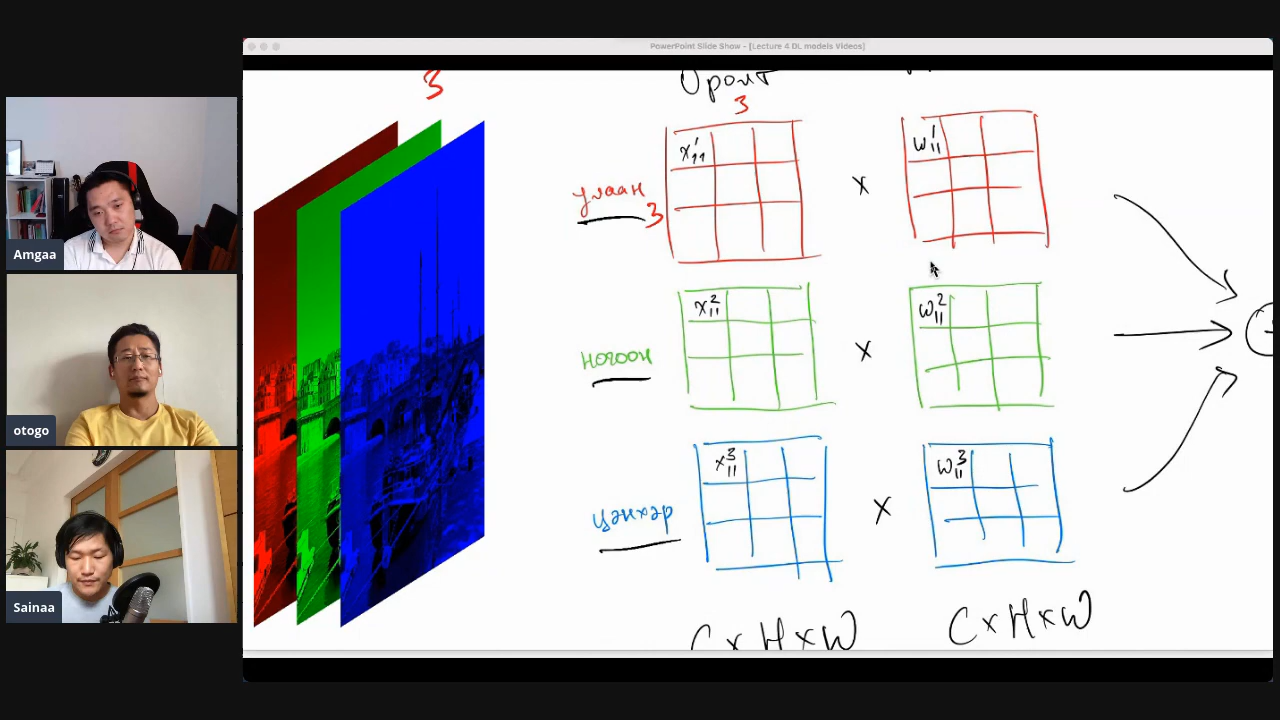 PowerPoint Slide Show - [Lecture 4 DL models Videos]
3
Оролт
3
улаан
3
x¹₁₁
x
w¹₁₁
ногоон
x²₁₁
x
w²₁₁
цэнхэр
x³₁₁
x
w³₁₁
C x H x W
C x H x W
Amgaa
otogo
Sainaa